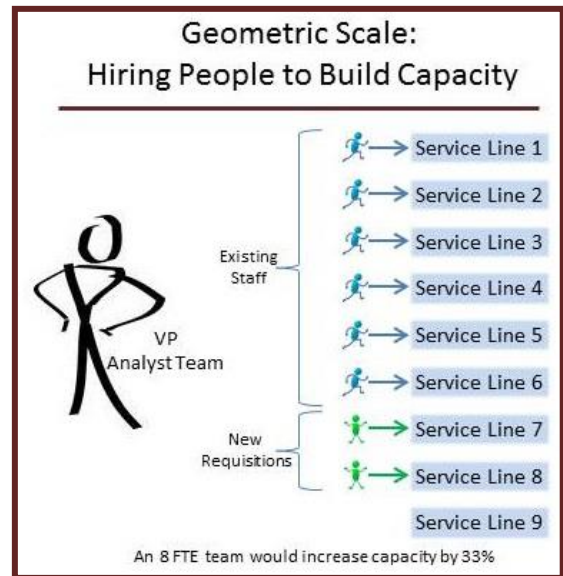 Geometric Scale:
Hiring People to Build Capacity
VP
Analyst Team
Existing
Staff
New
Requisitions
Service Line 1
Service Line 2
Service Line 3
Service Line 4
Service Line 5
Service Line 6
Service Line 7
Service Line 8
Service Line 9
An 8 FTE team would increase capacity by 33%